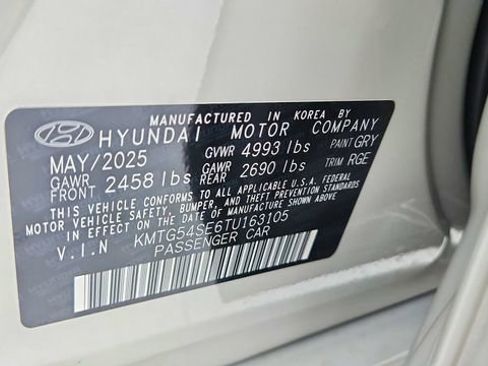 MANUFACTURED IN KOREA BY
HYUNDAI MOTOR COMPANY
MAY/2025 GVWR 4993 lbs PAINT GRY
GAWR FRONT 2458 lbs GAWR REAR 2690 lbs TRIM RGE
THIS VEHICLE CONFORMS TO ALL APPLICABLE U.S.A. FEDERAL
MOTOR VEHICLE SAFETY, BUMPER, AND THEFT PREVENTION STANDARDS
IN EFFECT ON THE DATE OF MANUFACTURE SHOWN ABOVE.
V.I.N KMTG54SE6TU163105
PASSENGER CAR